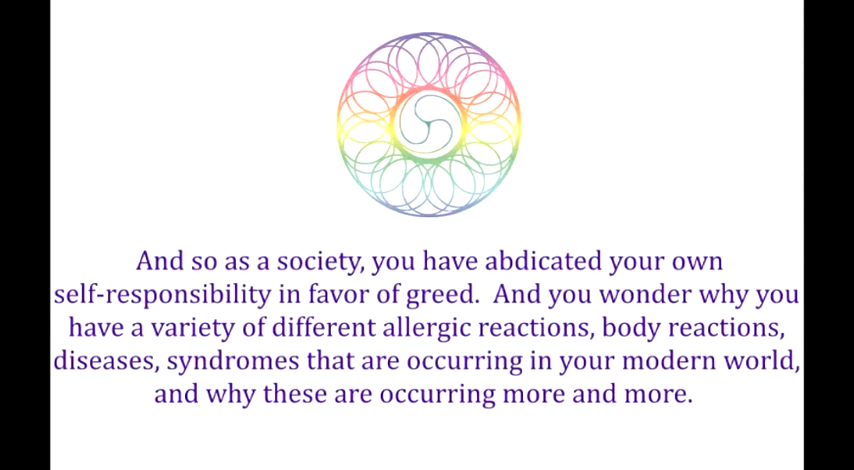 And so as a society, you have abdicated your own
self-responsibility in favor of greed.  And you wonder why you
have a variety of different allergic reactions, body reactions,
diseases, syndromes that are occurring in your modern world,
and why these are occurring more and more.